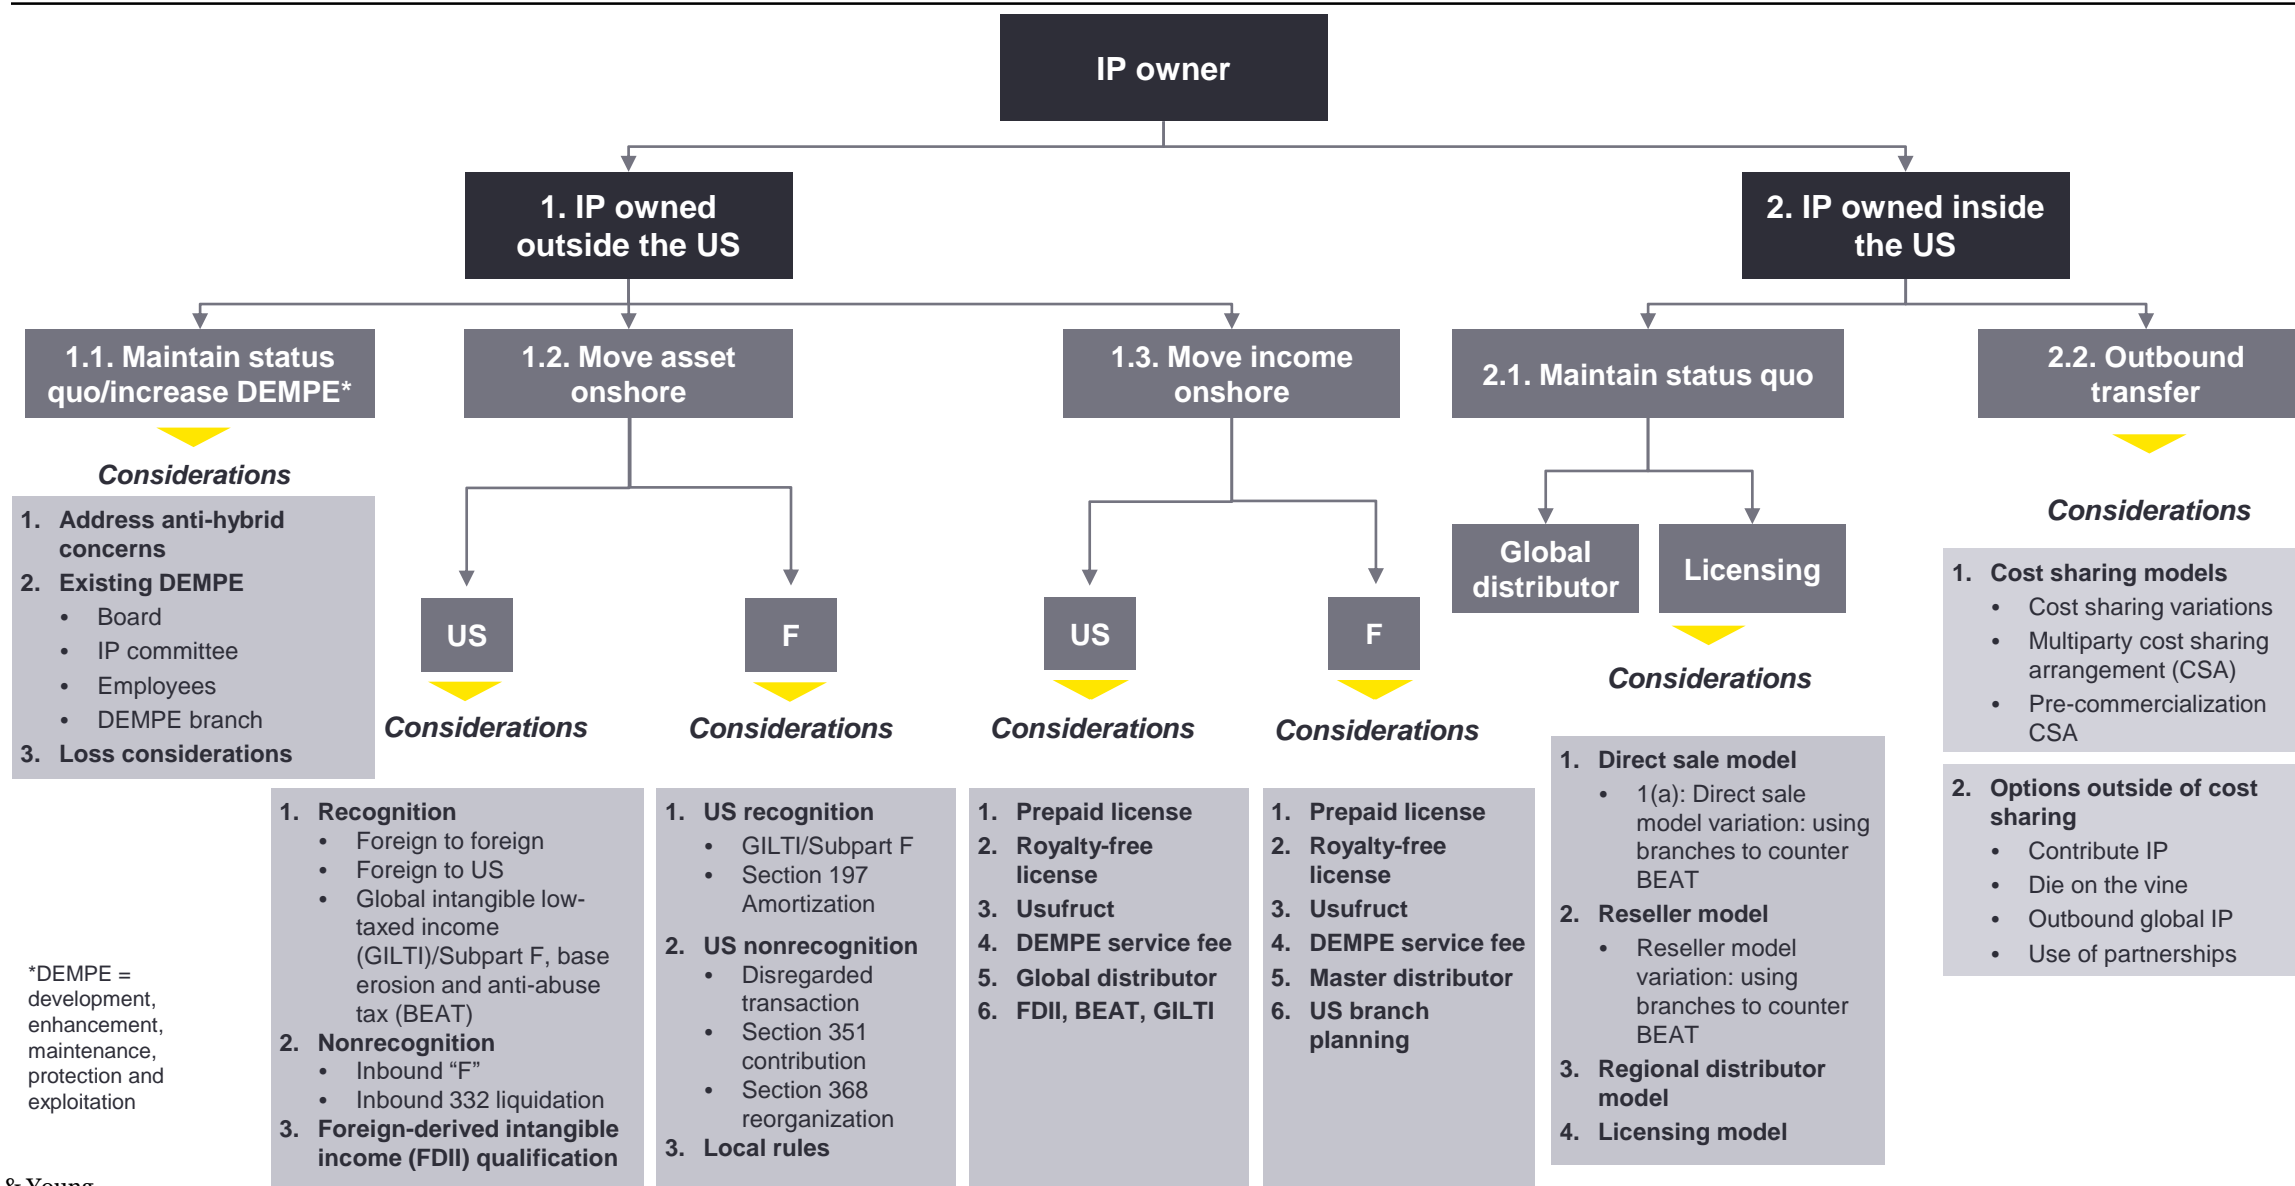 IP owner
1. IP owned
outside the US
2. IP owned inside
the US
1.1. Maintain status
quo/increase DEMPE*
1.2. Move asset
onshore
1.3. Move income
onshore
2.1. Maintain status quo
2.2. Outbound
transfer
Considerations
1. Address anti-hybrid
concerns
2. Existing DEMPE
• Board
• IP committee
• Employees
• DEMPE branch
3. Loss considerations
*DEMPE =
development,
enhancement,
maintenance,
protection and
exploitation
US
Considerations
1. Recognition
• Foreign to foreign
• Foreign to US
• Global intangible low-
taxed income
(GILTI)/Subpart F, base
erosion and anti-abuse
tax (BEAT)
2. Nonrecognition
• Inbound “F”
• Inbound 332 liquidation
3. Foreign-derived intangible
income (FDII) qualification
F
Considerations
1. US recognition
• GILTI/Subpart F
• Section 197
Amortization
2. US nonrecognition
• Disregarded
transaction
• Section 351
contribution
• Section 368
reorganization
3. Local rules
US
Considerations
1. Prepaid license
2. Royalty-free
license
3. Usufruct
4. DEMPE service fee
5. Global distributor
6. FDII, BEAT, GILTI
F
Considerations
1. Prepaid license
2. Royalty-free
license
3. Usufruct
4. DEMPE service fee
5. Master distributor
6. US branch
planning
Global
distributor
Licensing
Considerations
1. Direct sale model
• 1(a): Direct sale
model variation: using
branches to counter
BEAT
2. Reseller model
• Reseller model
variation: using
branches to counter
BEAT
3. Regional distributor
model
4. Licensing model
Considerations
1. Cost sharing models
• Cost sharing variations
• Multiparty cost sharing
arrangement (CSA)
• Pre-commercialization
CSA
2. Options outside of cost
sharing
• Contribute IP
• Die on the vine
• Outbound global IP
• Use of partnerships
& Young